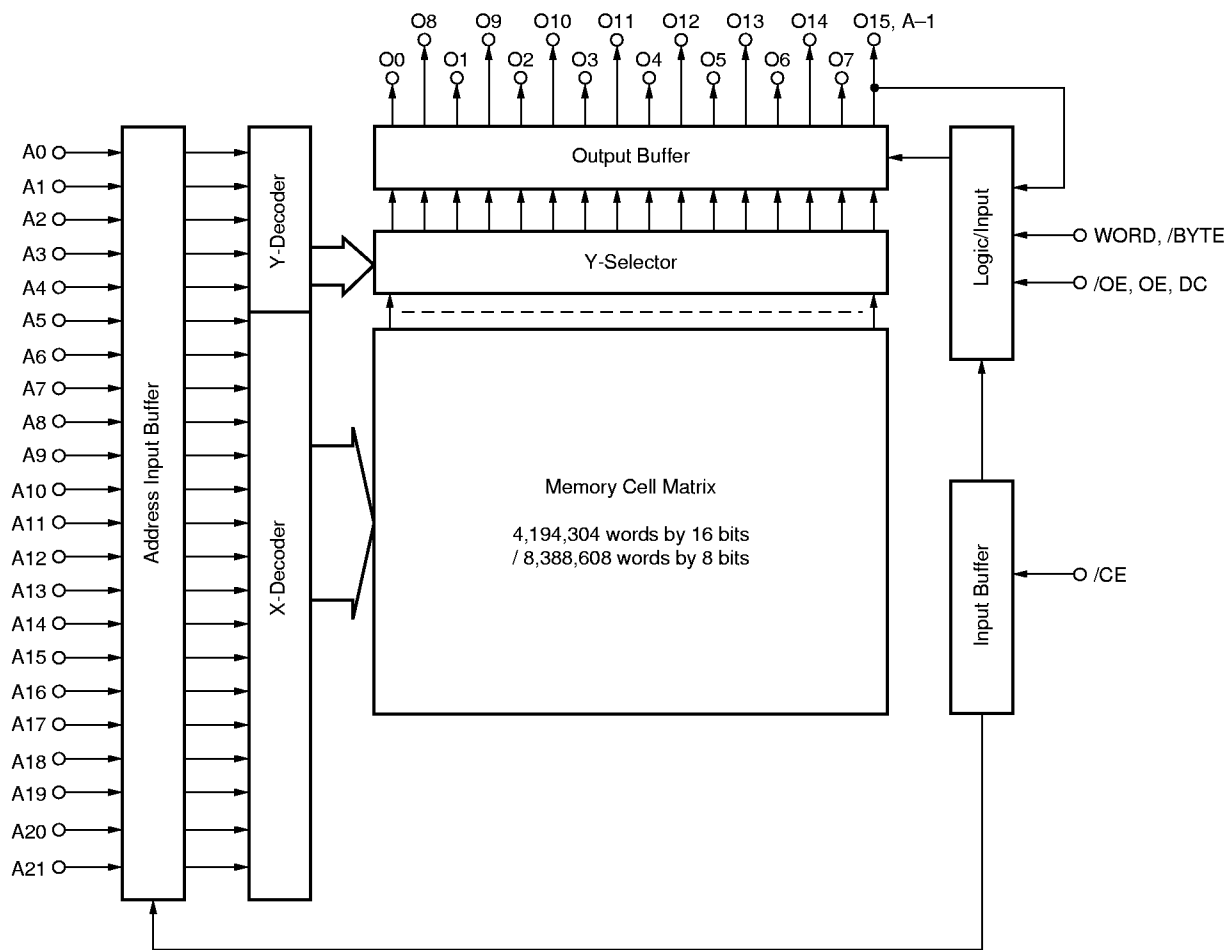 O8 O9 O10 O11 O12 O13 O14 O15, A–1
O0 O1 O2 O3 O4 O5 O6 O7
A0
A1
A2
A3
A4
A5
A6
A7
A8
A9
A10
A11
A12
A13
A14
A15
A16
A17
A18
A19
A20
A21
Address Input Buffer
Y-Decoder
X-Decoder
Output Buffer
Y-Selector
Memory Cell Matrix
4,194,304 words by 16 bits
/ 8,388,608 words by 8 bits
Logic/Input
WORD, /BYTE
/OE, OE, DC
Input Buffer
/CE